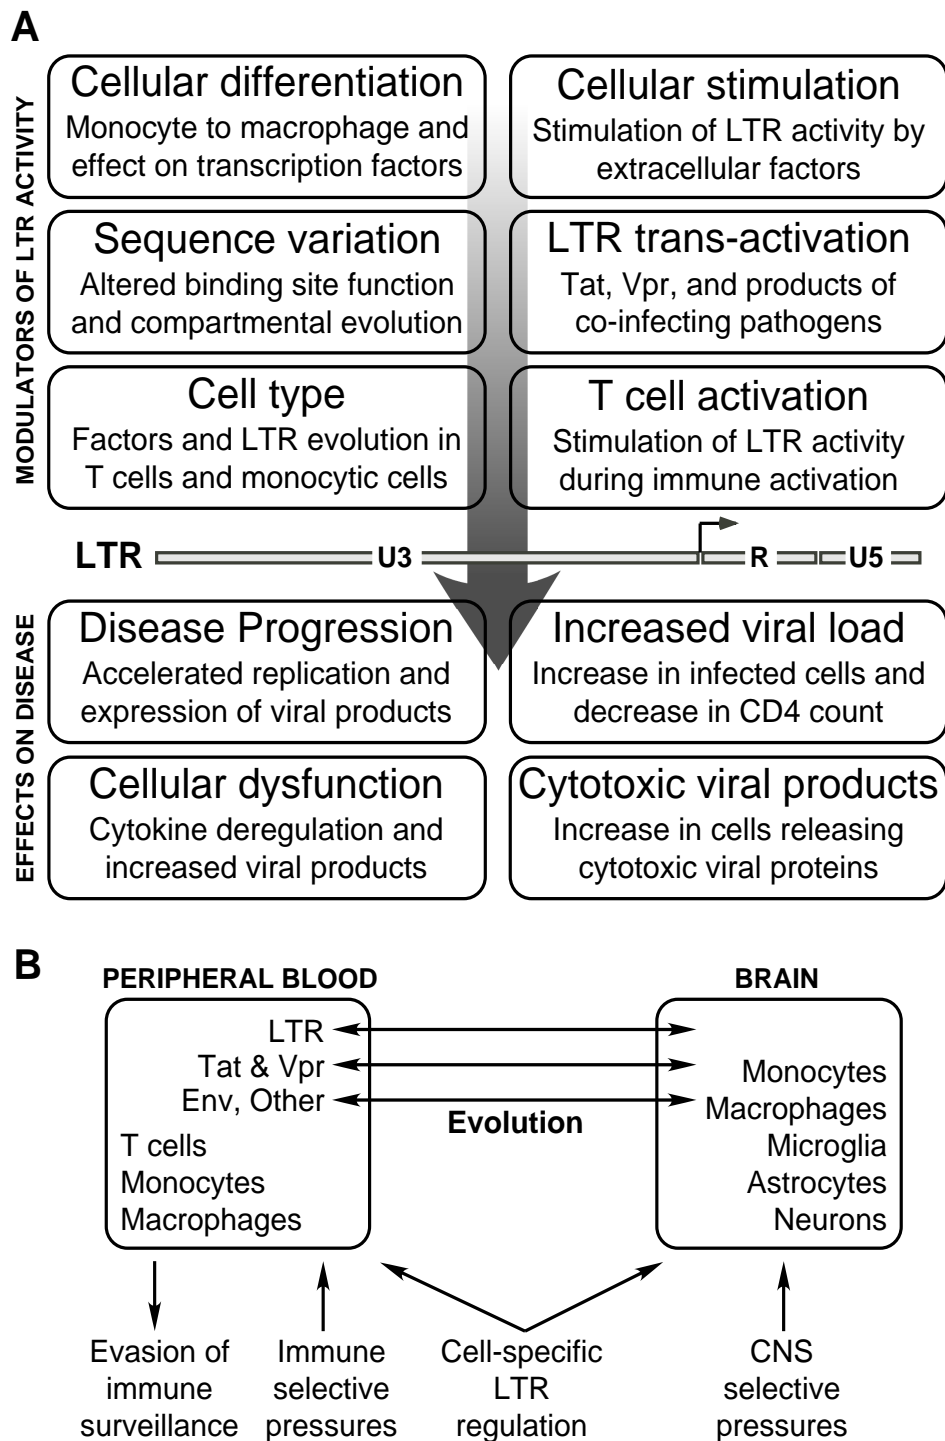 A
MODULATORS OF LTR ACTIVITY
Cellular differentiation
Monocyte to macrophage and
effect on transcription factors
Cellular stimulation
Stimulation of LTR activity by
extracellular factors
Sequence variation
Altered binding site function
and compartmental evolution
LTR trans-activation
Tat, Vpr, and products of
co-infecting pathogens
Cell type
Factors and LTR evolution in
T cells and monocytic cells
T cell activation
Stimulation of LTR activity
during immune activation
LTR U3 R U5
EFFECTS ON DISEASE
Disease Progression
Accelerated replication and
expression of viral products
Increased viral load
Increase in infected cells and
decrease in CD4 count
Cellular dysfunction
Cytokine deregulation and
increased viral products
Cytotoxic viral products
Increase in cells releasing
cytotoxic viral proteins
B
PERIPHERAL BLOOD
LTR
Tat & Vpr
Env, Other
T cells
Monocytes
Macrophages
Evolution
BRAIN
Monocytes
Macrophages
Microglia
Astrocytes
Neurons
Evasion of
immune
surveillance
Immune
selective
pressures
Cell-specific
LTR
regulation
CNS
selective
pressures